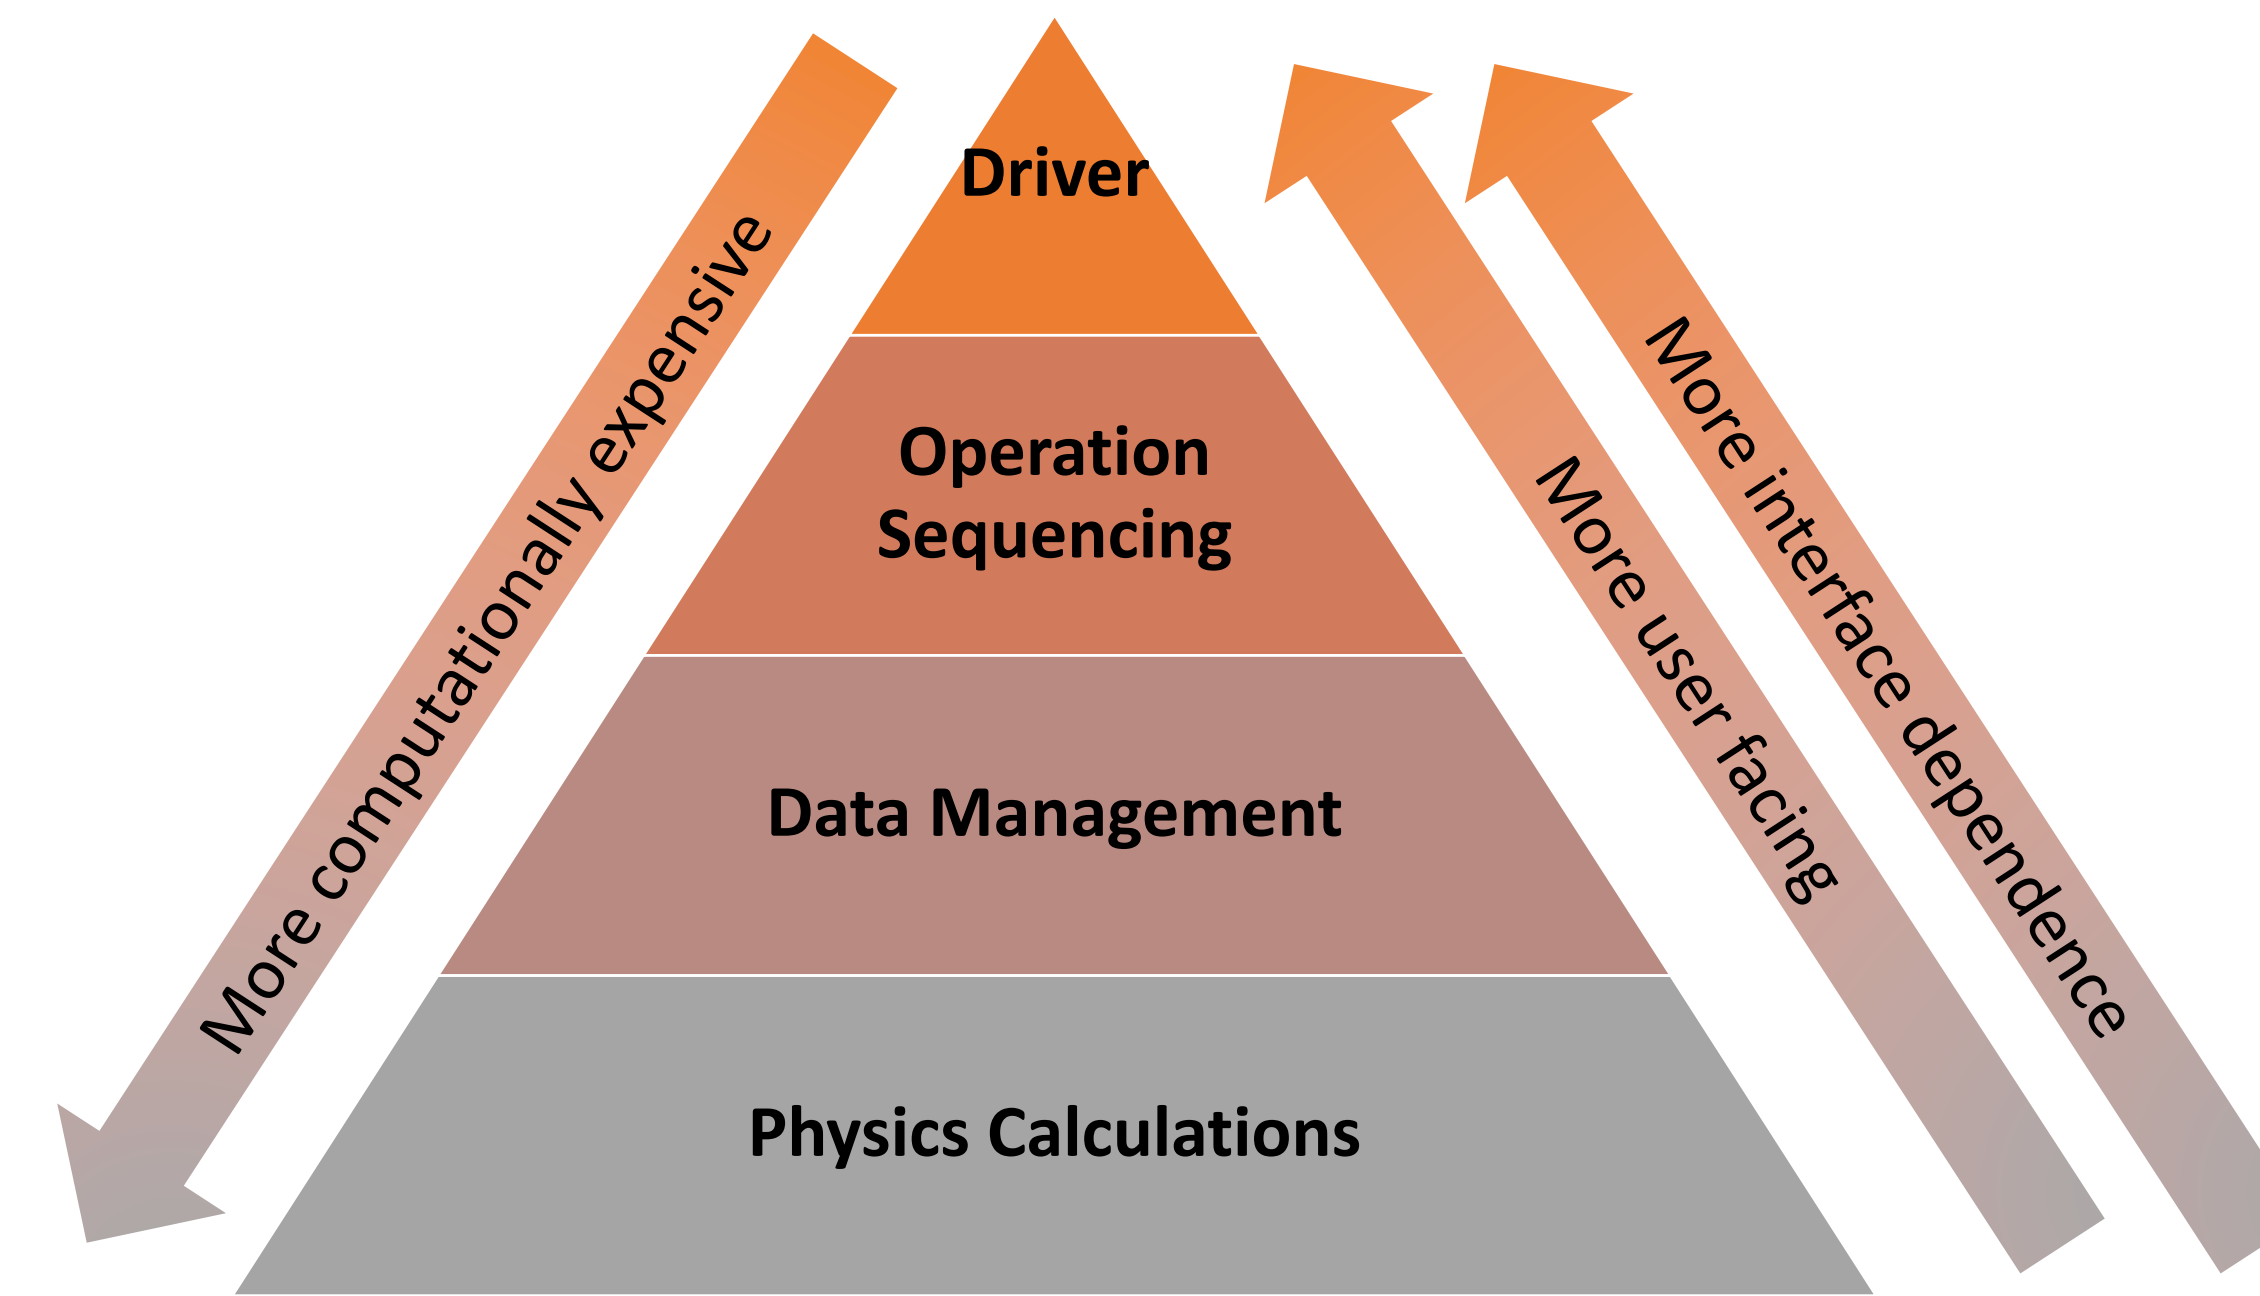 Driver
Operation
Sequencing
Data Management
Physics Calculations
More computationally expensive
More user facing
More interface dependence